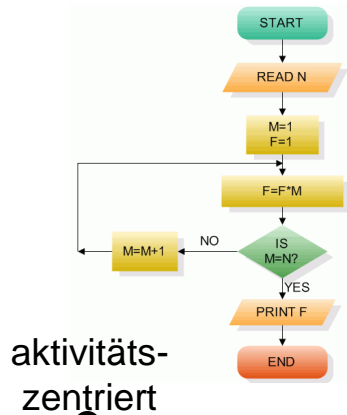 START
READ N
M=1
F=1
F=F*M
NO
M=M+1
IS
M=N?
YES
PRINT F
END
aktivitäts-
zentriert